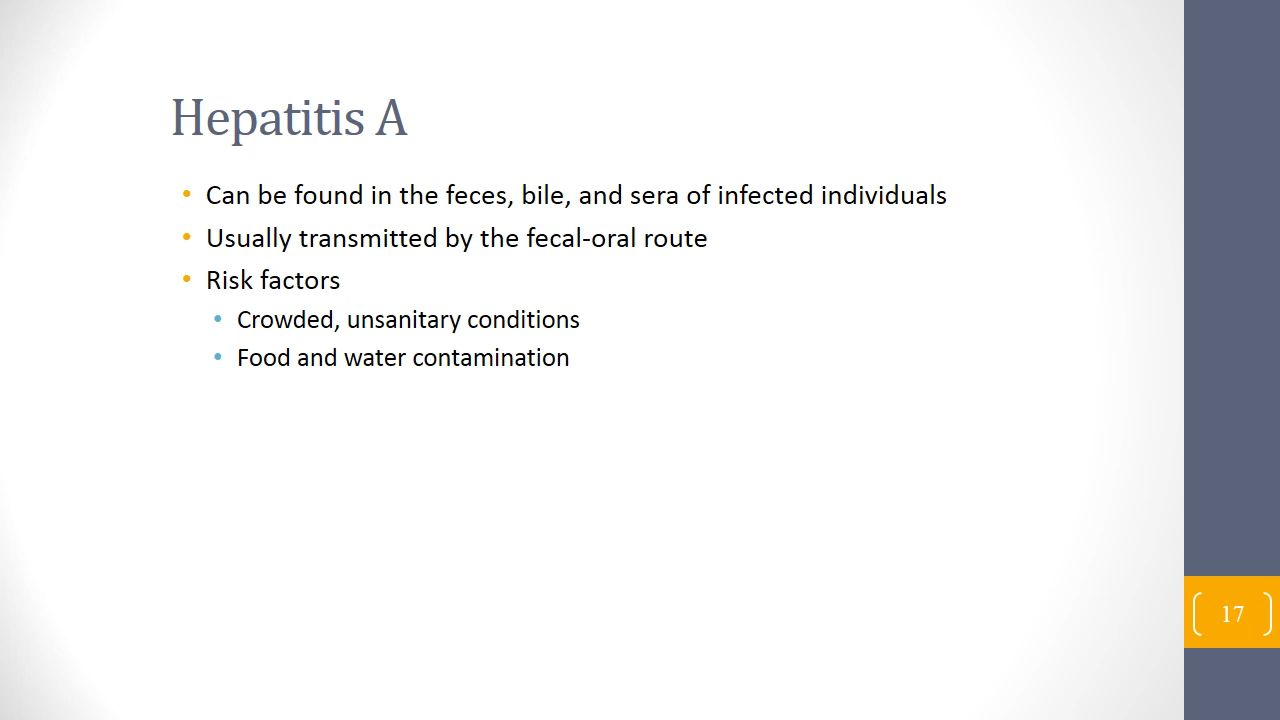 Hepatitis A
• Can be found in the feces, bile, and sera of infected individuals
• Usually transmitted by the fecal-oral route
• Risk factors
• Crowded, unsanitary conditions
• Food and water contamination
17